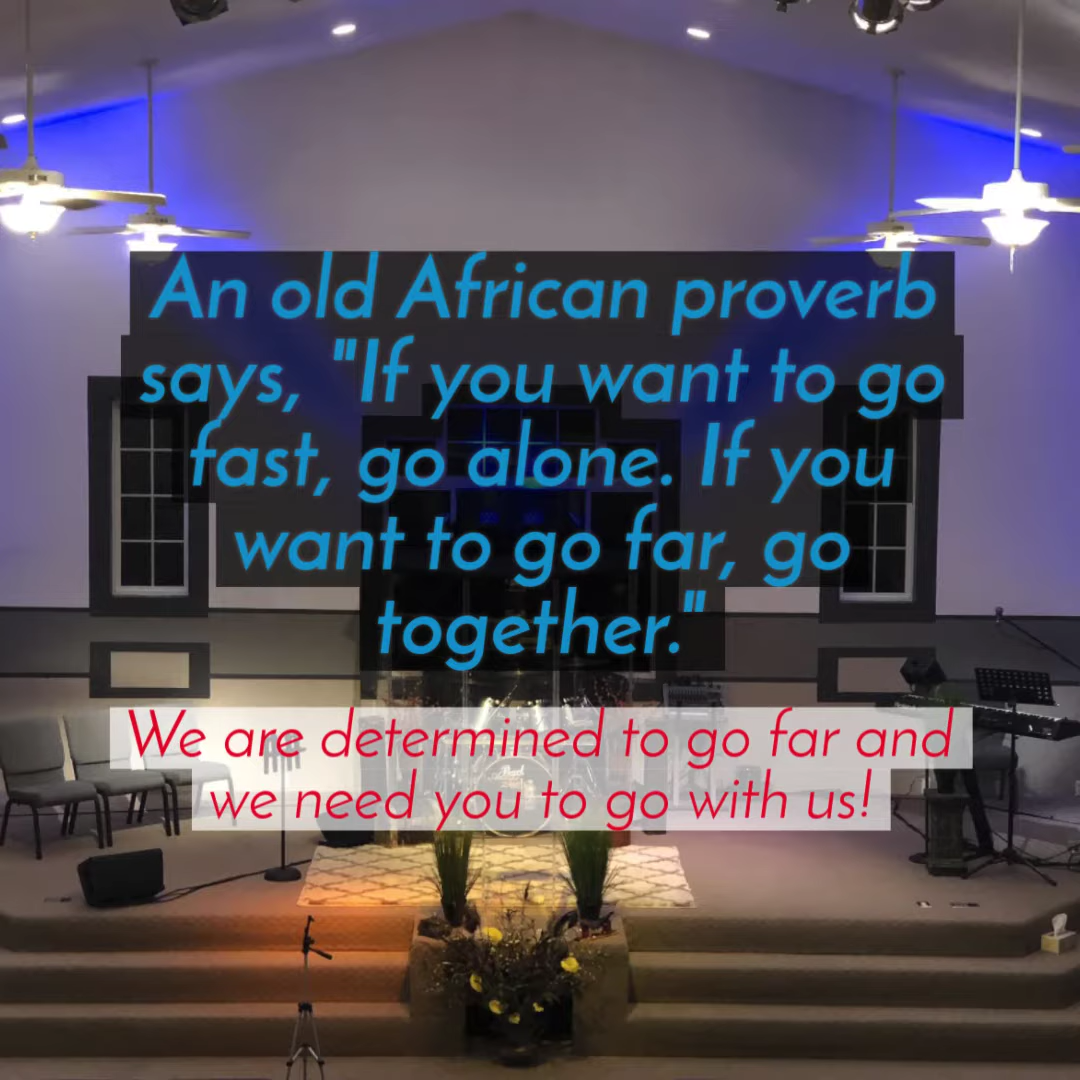 An old African proverb
says, "If you want to go
fast, go alone. If you
want to go far, go
together."
We are determined to go far and
we need you to go with us!
Pearl